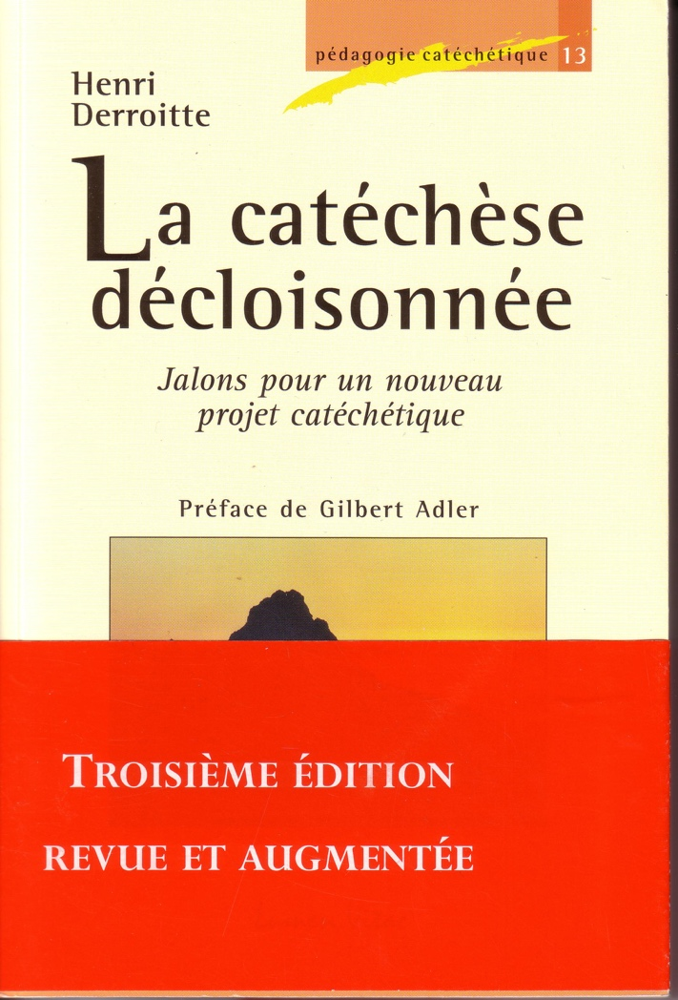 pédagogie catéchétique 13
Henri
Derroitte
La catéchèse
décloisonnée
Jalons pour un nouveau
projet catéchétique
Préface de Gilbert Adler
TROISIÈME ÉDITION
REVUE ET AUGMENTÉE